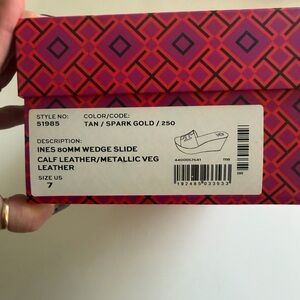 STYLE NO: COLOR/CODE:
51985 TAN / SPARK GOLD / 250
DESCRIPTION:
INES 80MM WEDGE SLIDE
CALF LEATHER/METALLIC VEG
LEATHER
SIZE US
7